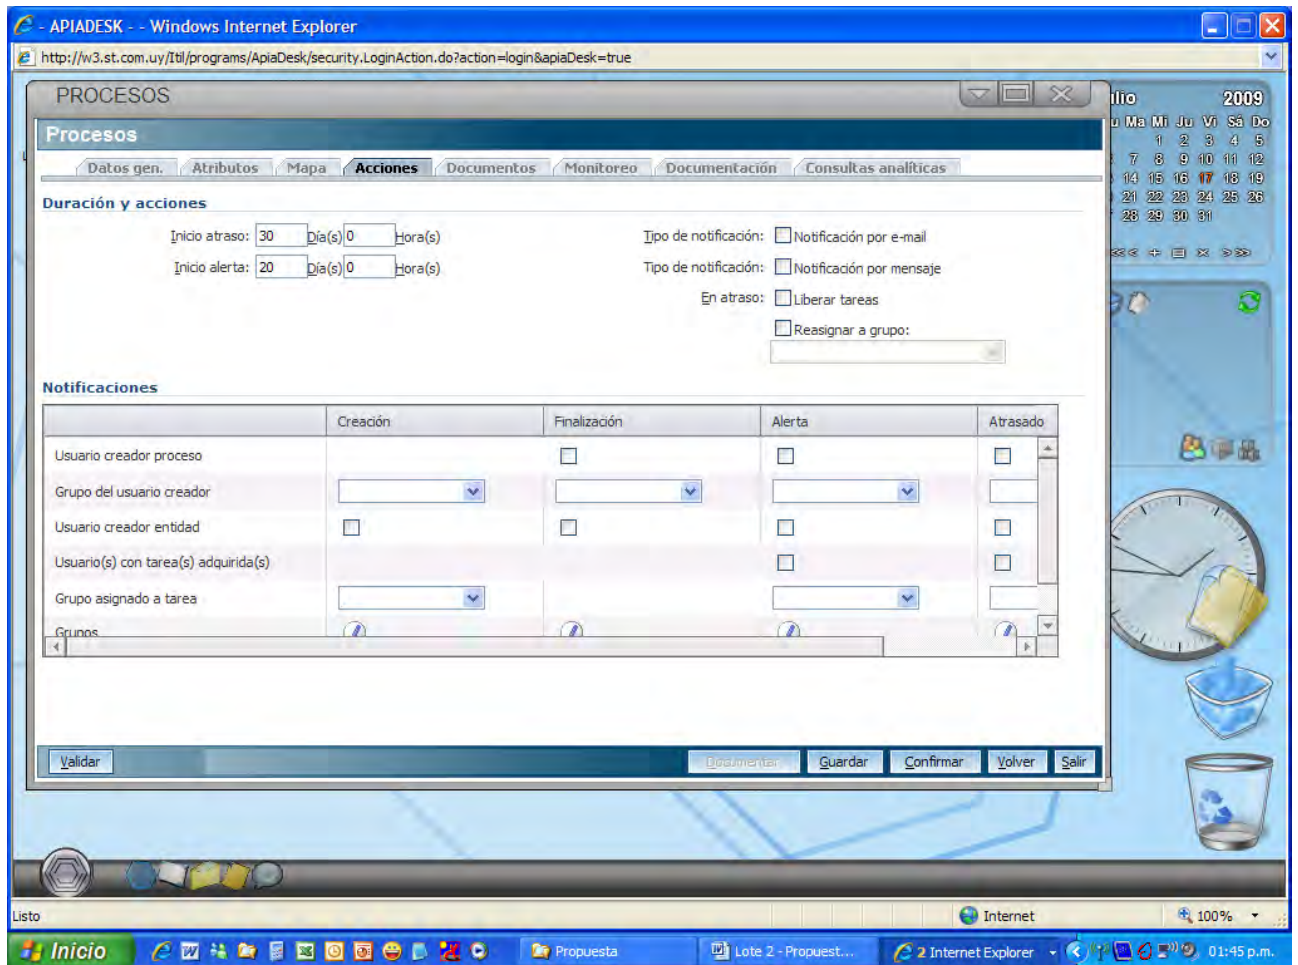 - APIADESK - - Windows Internet Explorer
http://w3.st.com.uy/Itil/programs/ApiaDesk/security.LoginAction.do?action=login&apiaDesk=true
PROCESOS
Procesos
Datos gen. Atributos Mapa Acciones Documentos Monitoreo Documentación Consultas analíticas
Duración y acciones
Inicio atraso: 30 Día(s) 0 Hora(s) Tipo de notificación: Notificación por e-mail
Inicio alerta: 20 Día(s) 0 Hora(s) Tipo de notificación: Notificación por mensaje
En atraso: Liberar tareas
Reasignar a grupo:
Notificaciones
Creación Finalización Alerta Atrasado
Usuario creador proceso
Grupo del usuario creador
Usuario creador entidad
Usuario(s) con tarea(s) adquirida(s)
Grupo asignado a tarea
Grupos
Validar Documentar Guardar Confirmar Volver Salir
ulio 2009
u Ma Mi Ju Vi Sá Do
1 2 3 4 5
7 8 9 10 11 12
14 15 16 17 18 19
21 22 23 24 25 26
28 29 30 31
Listo Internet 100%
Inicio Propuesta Lote 2 - Propuest... 2 Internet Explorer 01:45 p.m.